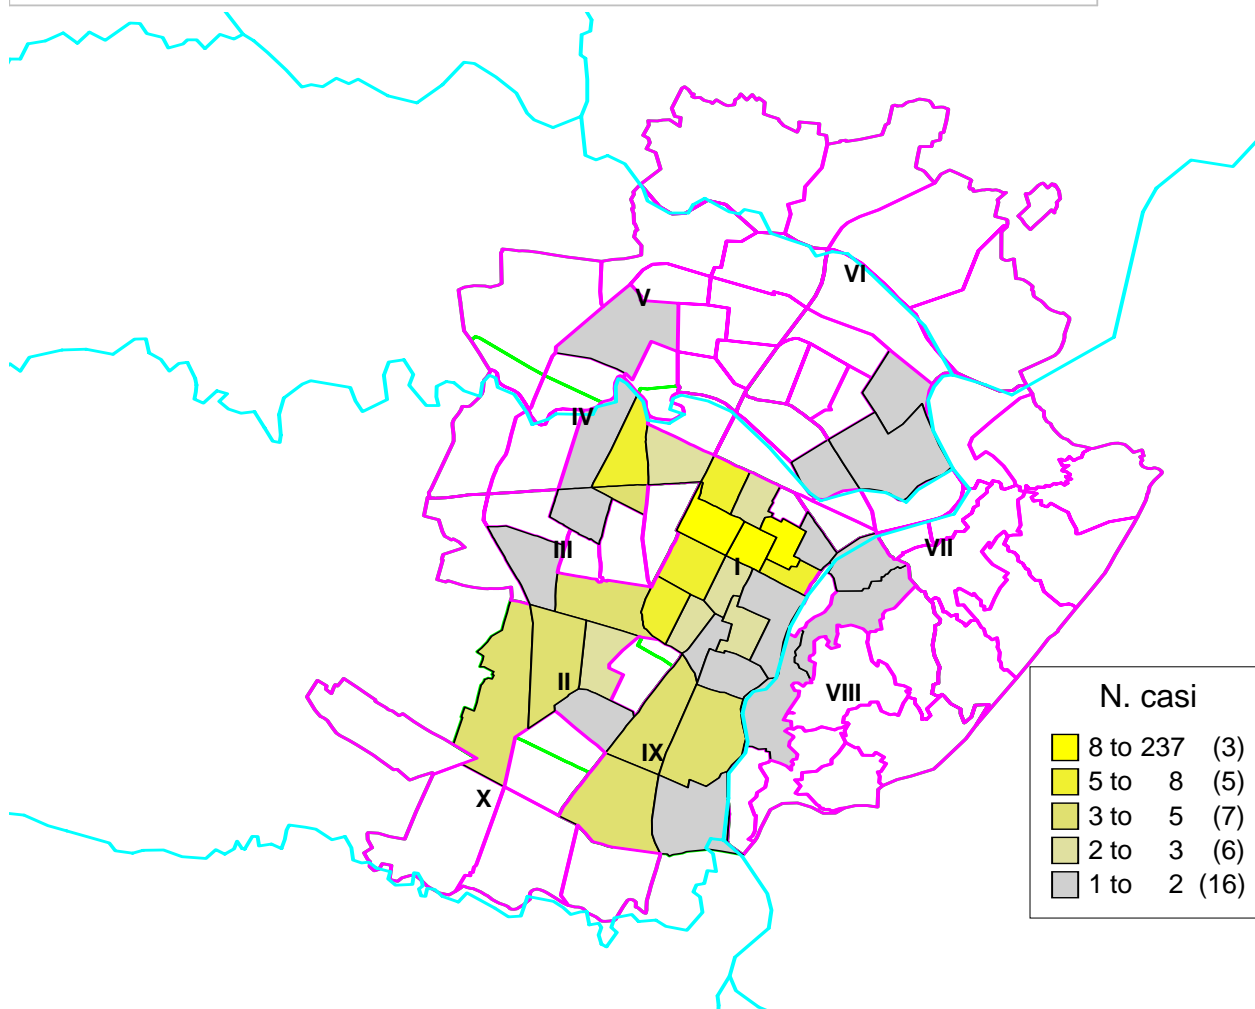 VI
V
IV
III
VII
I
II
VIII
IX
X
N. casi
8 to 237 (3)
5 to 8 (5)
3 to 5 (7)
2 to 3 (6)
1 to 2 (16)